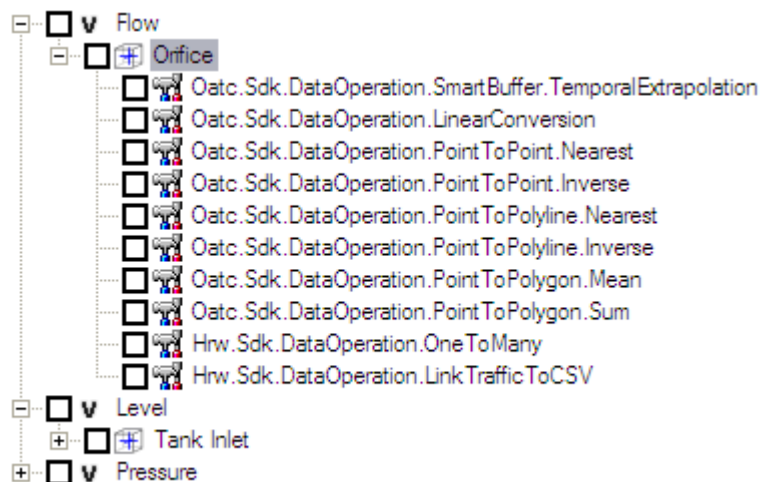 V Flow
Orifice
Oatc.Sdk.DataOperation.SmartBuffer.TemporalExtrapolation
Oatc.Sdk.DataOperation.LinearConversion
Oatc.Sdk.DataOperation.PointToPoint.Nearest
Oatc.Sdk.DataOperation.PointToPoint.Inverse
Oatc.Sdk.DataOperation.PointToPolyline.Nearest
Oatc.Sdk.DataOperation.PointToPolyline.Inverse
Oatc.Sdk.DataOperation.PointToPolygon.Mean
Oatc.Sdk.DataOperation.PointToPolygon.Sum
Hrw.Sdk.DataOperation.OneToMany
Hrw.Sdk.DataOperation.LinkTrafficToCSV
V Level
Tank Inlet
V Pressure